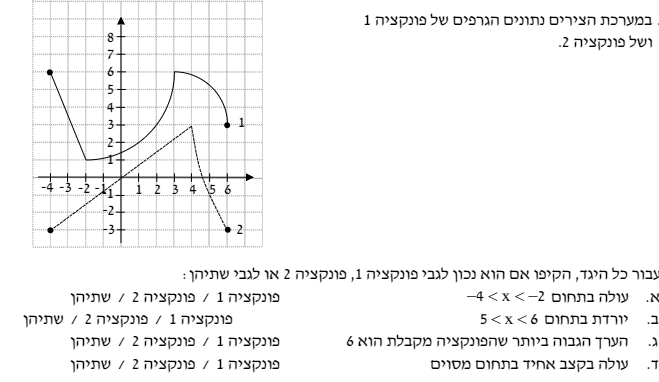 במערכת הצירים נתונים הגרפים של פונקציה 1
ושל פונקציה 2.
8
7
6
5
4
3
2
1
-4 -3 -2 -1 1 2 3 4 5 6
-1
-2
-3
1
2
עבור כל היגד, הקיפו אם הוא נכון לגבי פונקציה 1, פונקציה 2 או לגבי שתיהן:
א. עולה בתחום -4 < x < -2 פונקציה 1 / פונקציה 2 / שתיהן
ב. יורדת בתחום 5 < x < 6 פונקציה 1 / פונקציה 2 / שתיהן
ג. הערך הגבוה ביותר שהפונקציה מקבלת הוא 6 פונקציה 1 / פונקציה 2 / שתיהן
ד. עולה בקצב אחיד בתחום מסוים פונקציה 1 / פונקציה 2 / שתיהן